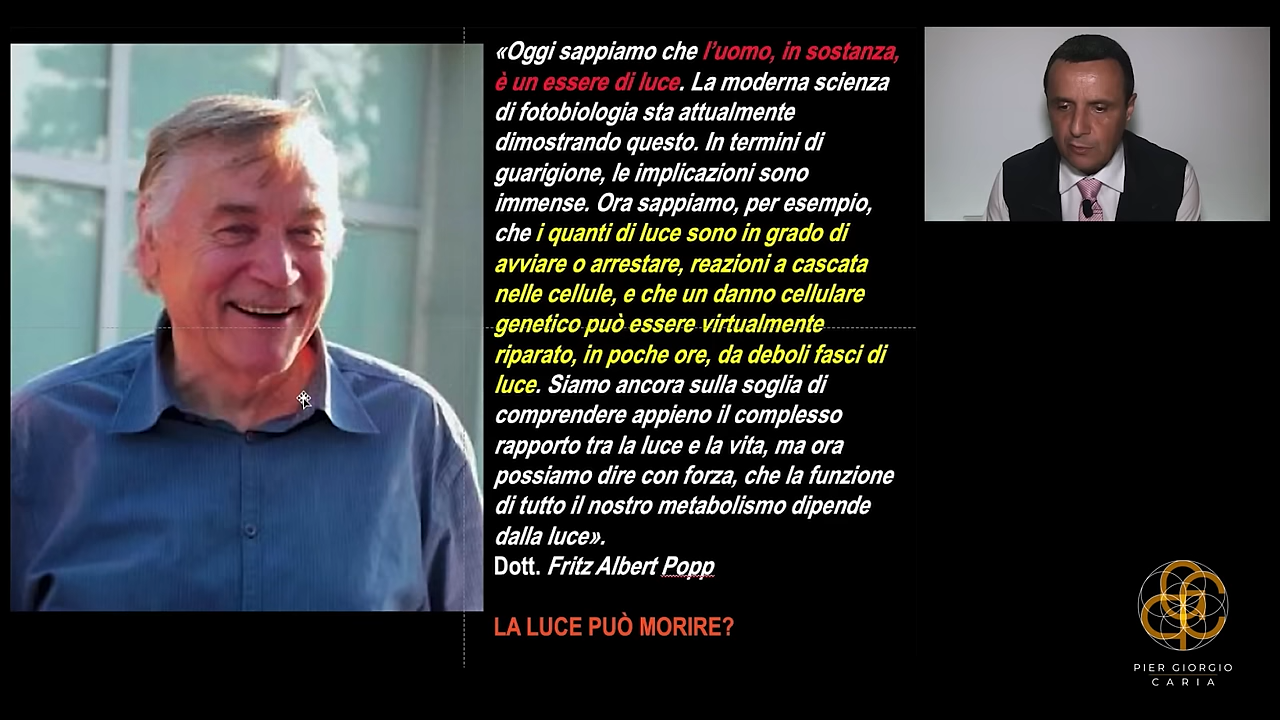 «Oggi sappiamo che l'uomo, in sostanza,
è un essere di luce. La moderna scienza
di fotobiologia sta attualmente
dimostrando questo. In termini di
guarigione, le implicazioni sono
immense. Ora sappiamo, per esempio,
che i quanti di luce sono in grado di
avviare o arrestare, reazioni a cascata
nelle cellule, e che un danno cellulare
genetico può essere virtualmente
riparato, in poche ore, da deboli fasci di
luce. Siamo ancora sulla soglia di
comprendere appieno il complesso
rapporto tra la luce e la vita, ma ora
possiamo dire con forza, che la funzione
di tutto il nostro metabolismo dipende
dalla luce».
Dott. Fritz Albert Popp
LA LUCE PUÒ MORIRE?
PIER GIORGIO
CARIA